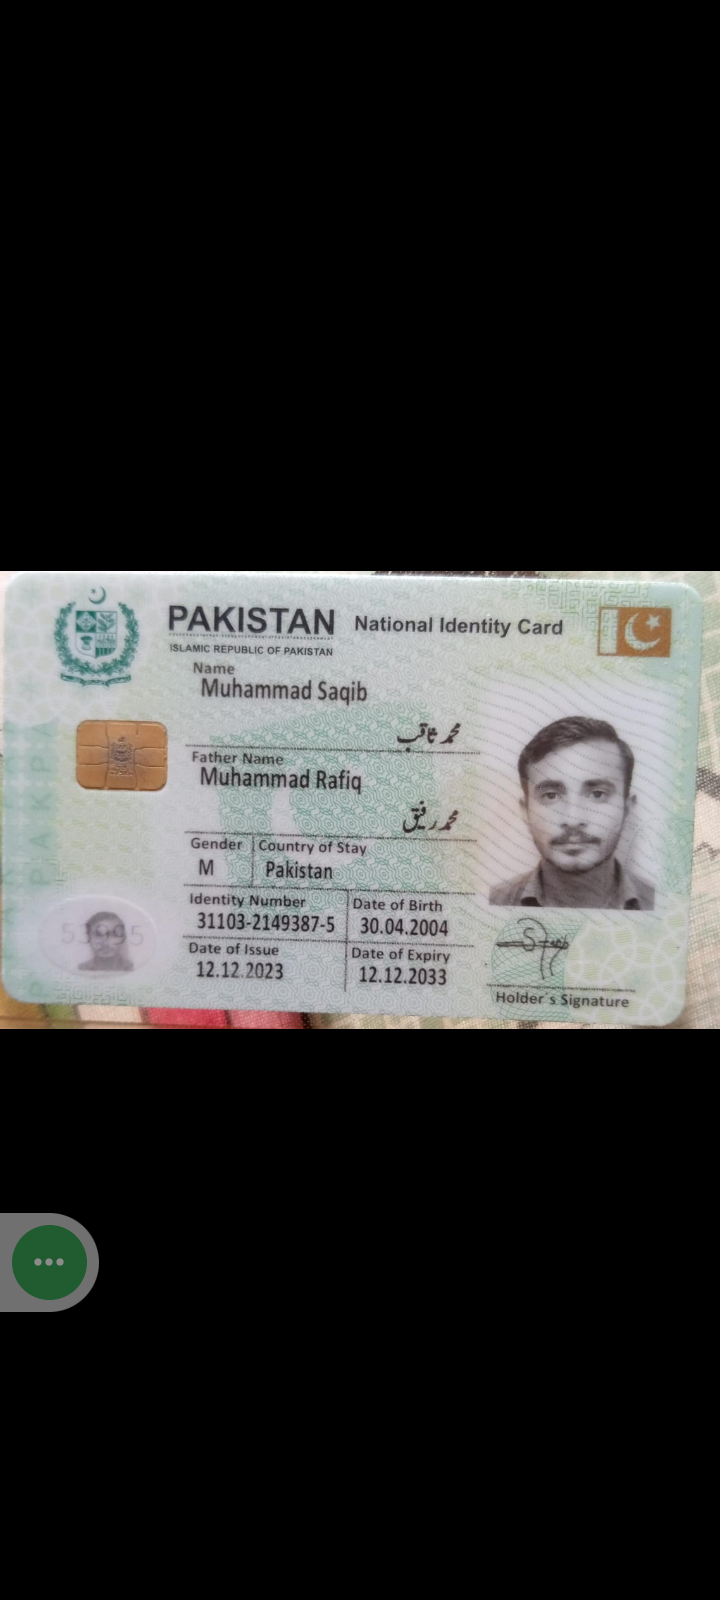 PAKISTAN National Identity Card
ISLAMIC REPUBLIC OF PAKISTAN
Name
Muhammad Saqib
محمد ثاقب
Father Name
Muhammad Rafiq
محمد رفیق
Gender Country of Stay
M Pakistan
Identity Number Date of Birth
31103-2149387-5 30.04.2004
Date of Issue Date of Expiry
12.12.2023 12.12.2033
Holder's Signature